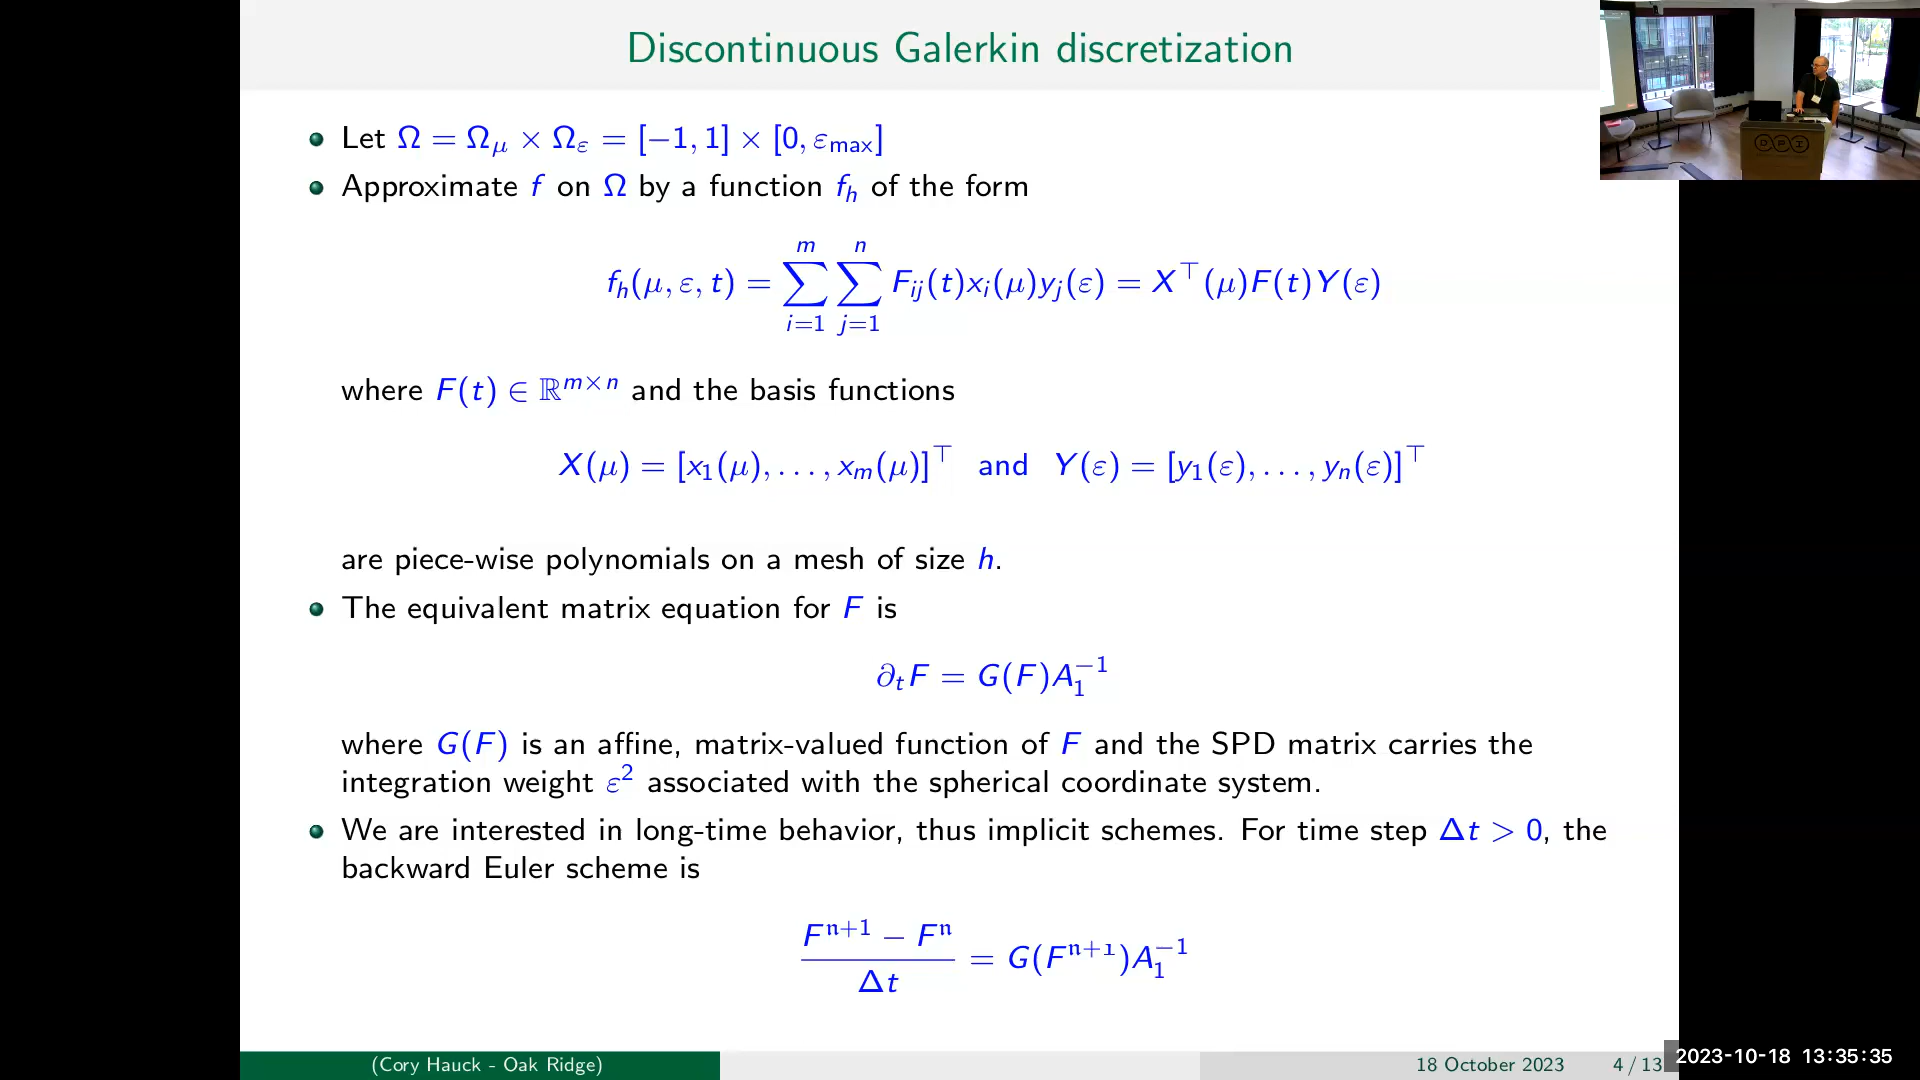 Discontinuous Galerkin discretization
Let Ω = Ω_μ × Ω_ε = [−1, 1] × [0, ε_max]
Approximate f on Ω by a function f_h of the form
f_h(μ, ε, t) = ∑_{i=1}^{m} ∑_{j=1}^{n} F_{ij}(t)x_i(μ)y_j(ε) = X^⊤(μ)F(t)Y(ε)
where F(t) ∈ ℝ^{m×n} and the basis functions
X(μ) = [x_1(μ), . . . , x_m(μ)]^⊤ and Y(ε) = [y_1(ε), . . . , y_n(ε)]^⊤
are piece-wise polynomials on a mesh of size h.
The equivalent matrix equation for F is
∂_t F = G(F)A_1^{−1}
where G(F) is an affine, matrix-valued function of F and the SPD matrix carries the
integration weight ε^2 associated with the spherical coordinate system.
We are interested in long-time behavior, thus implicit schemes. For time step Δt > 0, the
backward Euler scheme is
\frac{F^{𝔫+1} − F^𝔫}{Δt} = G(F^{𝔫+1})A_1^{−1}
(Cory Hauck - Oak Ridge)
18 October 2023
4 / 13
2023-10-18 13:35:35
DPI